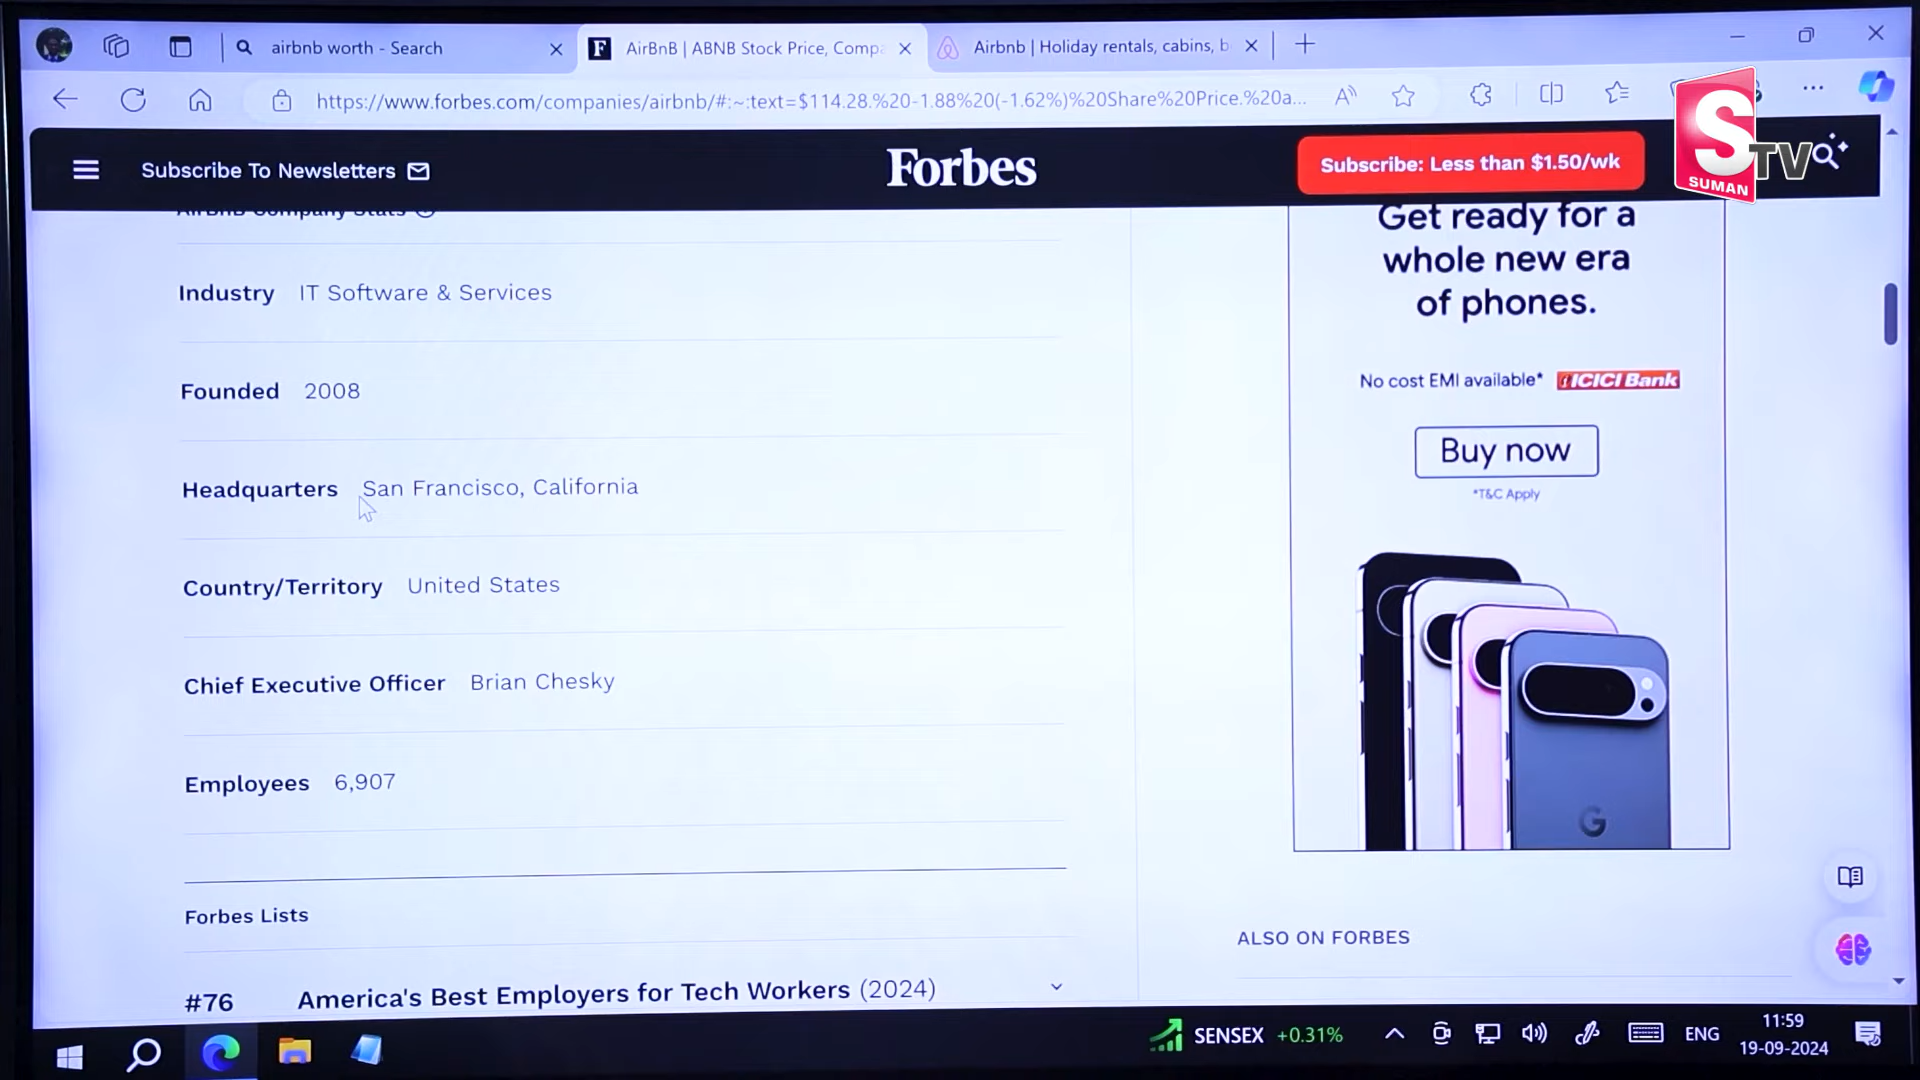 airbnb worth - Search
AirBnB | ABNB Stock Price, Comp
Airbnb | Holiday rentals, cabins, b
https://www.forbes.com/companies/airbnb/#:~:text=$114.28.%20-1.88%20(-1.62%)%20Share%20Price.%20a...
Subscribe To Newsletters
Forbes
Subscribe: Less than $1.50/wk
S TV
SUMAN
AirBnB Company Stats
Industry IT Software & Services
Founded 2008
Headquarters San Francisco, California
Country/Territory United States
Chief Executive Officer Brian Chesky
Employees 6,907
Forbes Lists
#76 America's Best Employers for Tech Workers (2024)
Get ready for a
whole new era
of phones.
No cost EMI available* ICICI Bank
Buy now
*T&C Apply
G
ALSO ON FORBES
SENSEX +0.31%
ENG
11:59
19-09-2024